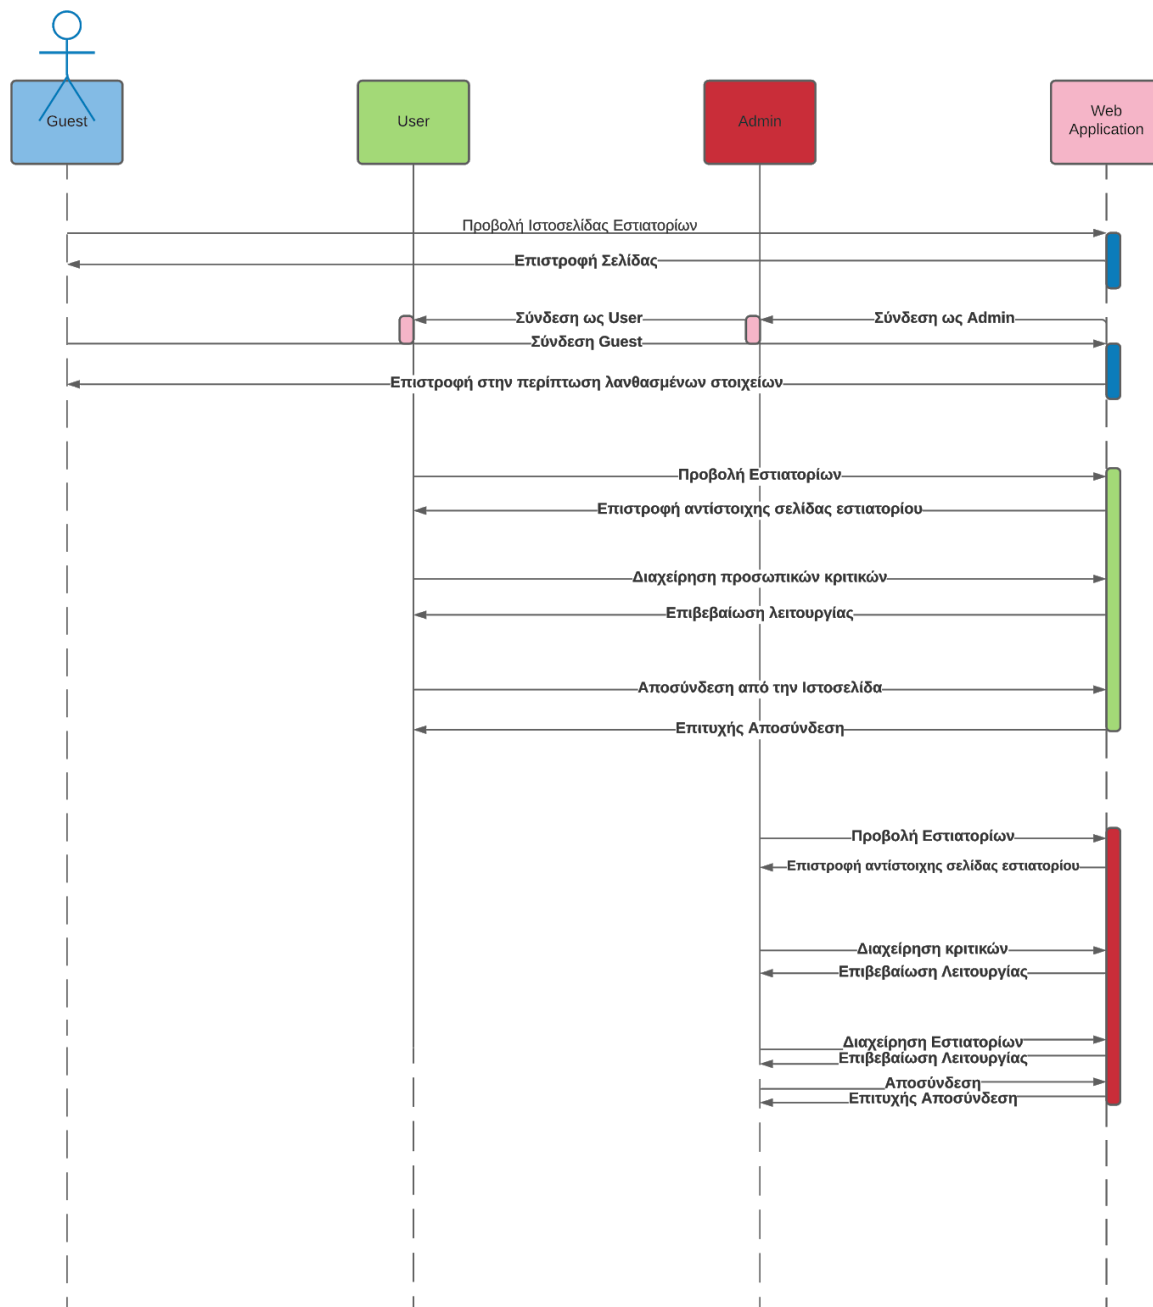 Guest
User
Admin
Web
Application
Προβολή Ιστοσελίδας Εστιατορίων
Επιστροφή Σελίδας
Σύνδεση ως User
Σύνδεση ως Admin
Σύνδεση Guest
Επιστροφή στην περίπτωση λανθασμένων στοιχείων
Προβολή Εστιατορίων
Επιστροφή αντίστοιχης σελίδας εστιατορίου
Διαχείρηση προσωπικών κριτικών
Επιβεβαίωση λειτουργίας
Αποσύνδεση από την Ιστοσελίδα
Επιτυχής Αποσύνδεση
Προβολή Εστιατορίων
Επιστροφή αντίστοιχης σελίδας εστιατορίου
Διαχείρηση κριτικών
Επιβεβαίωση Λειτουργίας
Διαχείρηση Εστιατορίων
Επιβεβαίωση Λειτουργίας
Αποσύνδεση
Επιτυχής Αποσύνδεση